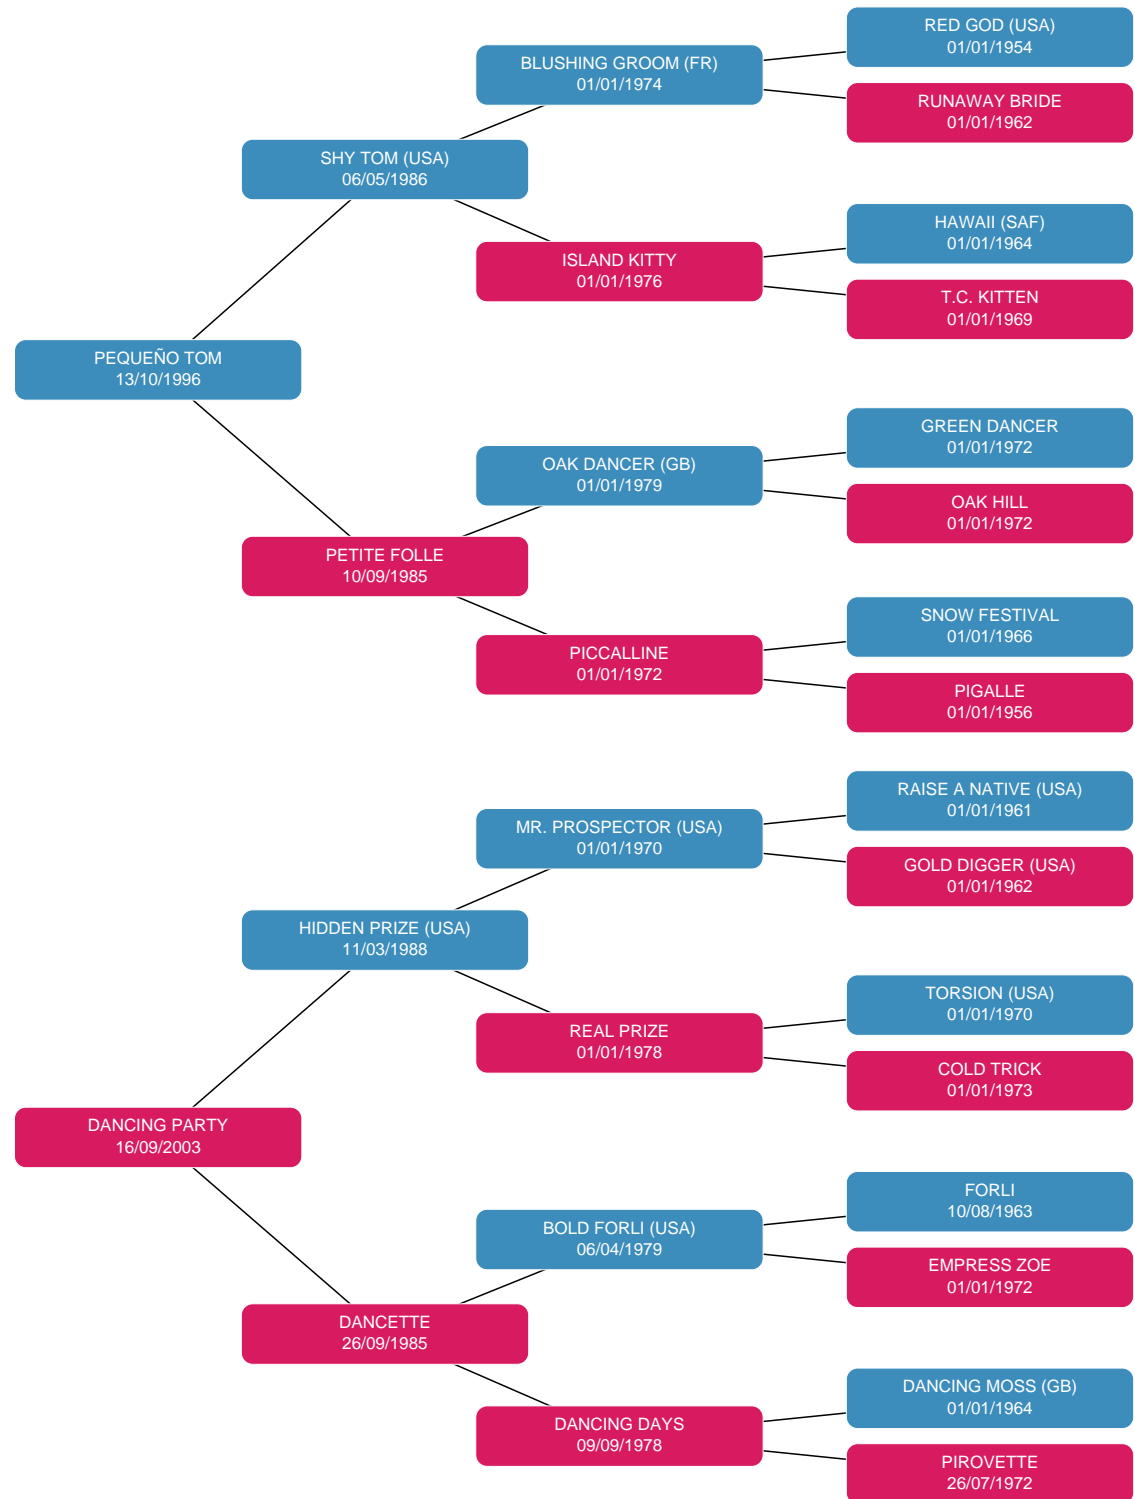 RED GOD (USA)
01/01/1954
BLUSHING GROOM (FR)
01/01/1974
RUNAWAY BRIDE
01/01/1962
SHY TOM (USA)
06/05/1986
HAWAII (SAF)
01/01/1964
ISLAND KITTY
01/01/1976
T.C. KITTEN
01/01/1969
PEQUEÑO TOM
13/10/1996
GREEN DANCER
01/01/1972
OAK DANCER (GB)
01/01/1979
OAK HILL
01/01/1972
PETITE FOLLE
10/09/1985
SNOW FESTIVAL
01/01/1966
PICCALLINE
01/01/1972
PIGALLE
01/01/1956
RAISE A NATIVE (USA)
01/01/1961
MR. PROSPECTOR (USA)
01/01/1970
GOLD DIGGER (USA)
01/01/1962
HIDDEN PRIZE (USA)
11/03/1988
TORSION (USA)
01/01/1970
REAL PRIZE
01/01/1978
COLD TRICK
01/01/1973
DANCING PARTY
16/09/2003
FORLI
10/08/1963
BOLD FORLI (USA)
06/04/1979
EMPRESS ZOE
01/01/1972
DANCETTE
26/09/1985
DANCING MOSS (GB)
01/01/1964
DANCING DAYS
09/09/1978
PIROVETTE
26/07/1972